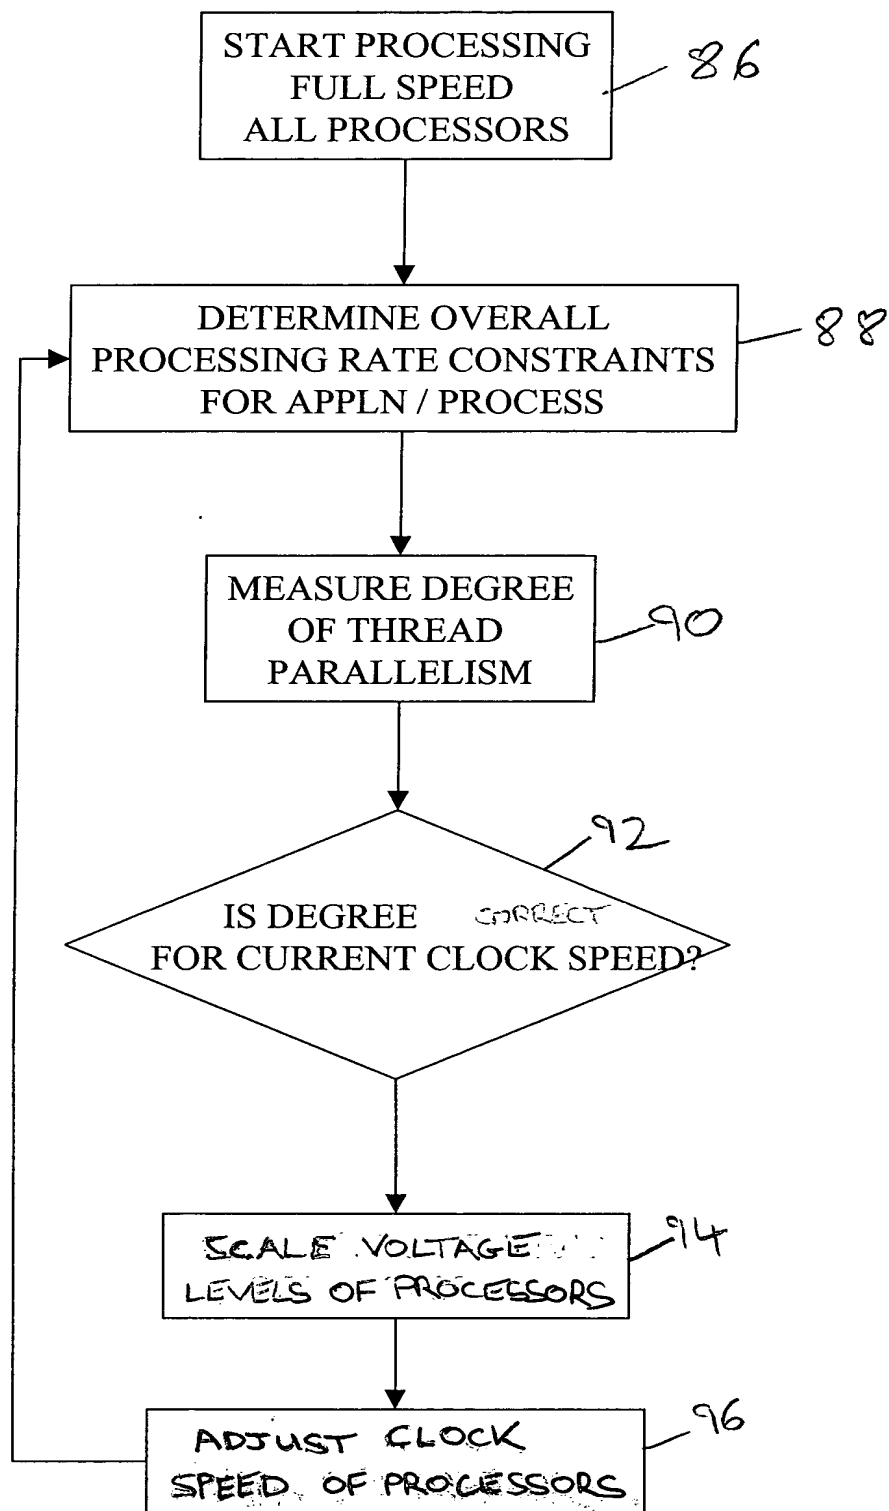 START PROCESSING
FULL SPEED
ALL PROCESSORS
86
DETERMINE OVERALL
PROCESSING RATE CONSTRAINTS
FOR APPLN / PROCESS
88
MEASURE DEGREE
OF THREAD
PARALLELISM
90
92
IS DEGREE CORRECT
FOR CURRENT CLOCK SPEED?
SCALE VOLTAGE
LEVELS OF PROCESSORS
94
ADJUST CLOCK
SPEED OF PROCESSORS
96